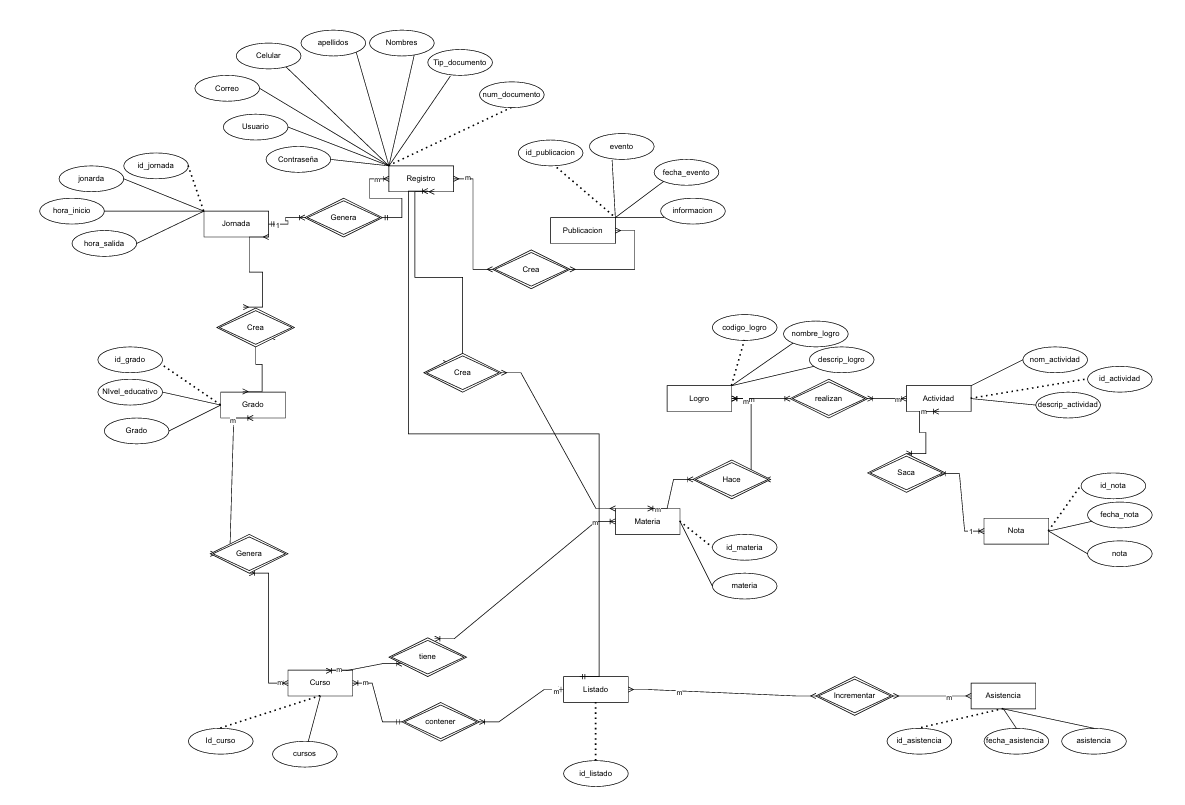 apellidos
Nombres
Celular
Tip_documento
Correo
num_documento
Usuario
Contraseña
id_publicacion
evento
fecha_evento
informacion
id_jornada
jonarda
hora_inicio
hora_salida
Registro
m
m
Jornada
1
Genera
Publicacion
Crea
Crea
id_grado
NIvel_educativo
Grado
Grado
m
Crea
codigo_logro
nombre_logro
descrip_logro
Logro
m
m
realizan
m
Actividad
m
nom_actividad
id_actividad
descrip_actividad
Saca
Hace
id_nota
fecha_nota
nota
1
Nota
m
m
Materia
id_materia
materia
Genera
tiene
m
m
Curso
m
contener
m
Listado
m
Incrementar
m
Asistencia
Id_curso
cursos
id_listado
id_asistencia
fecha_asistencia
asistencia